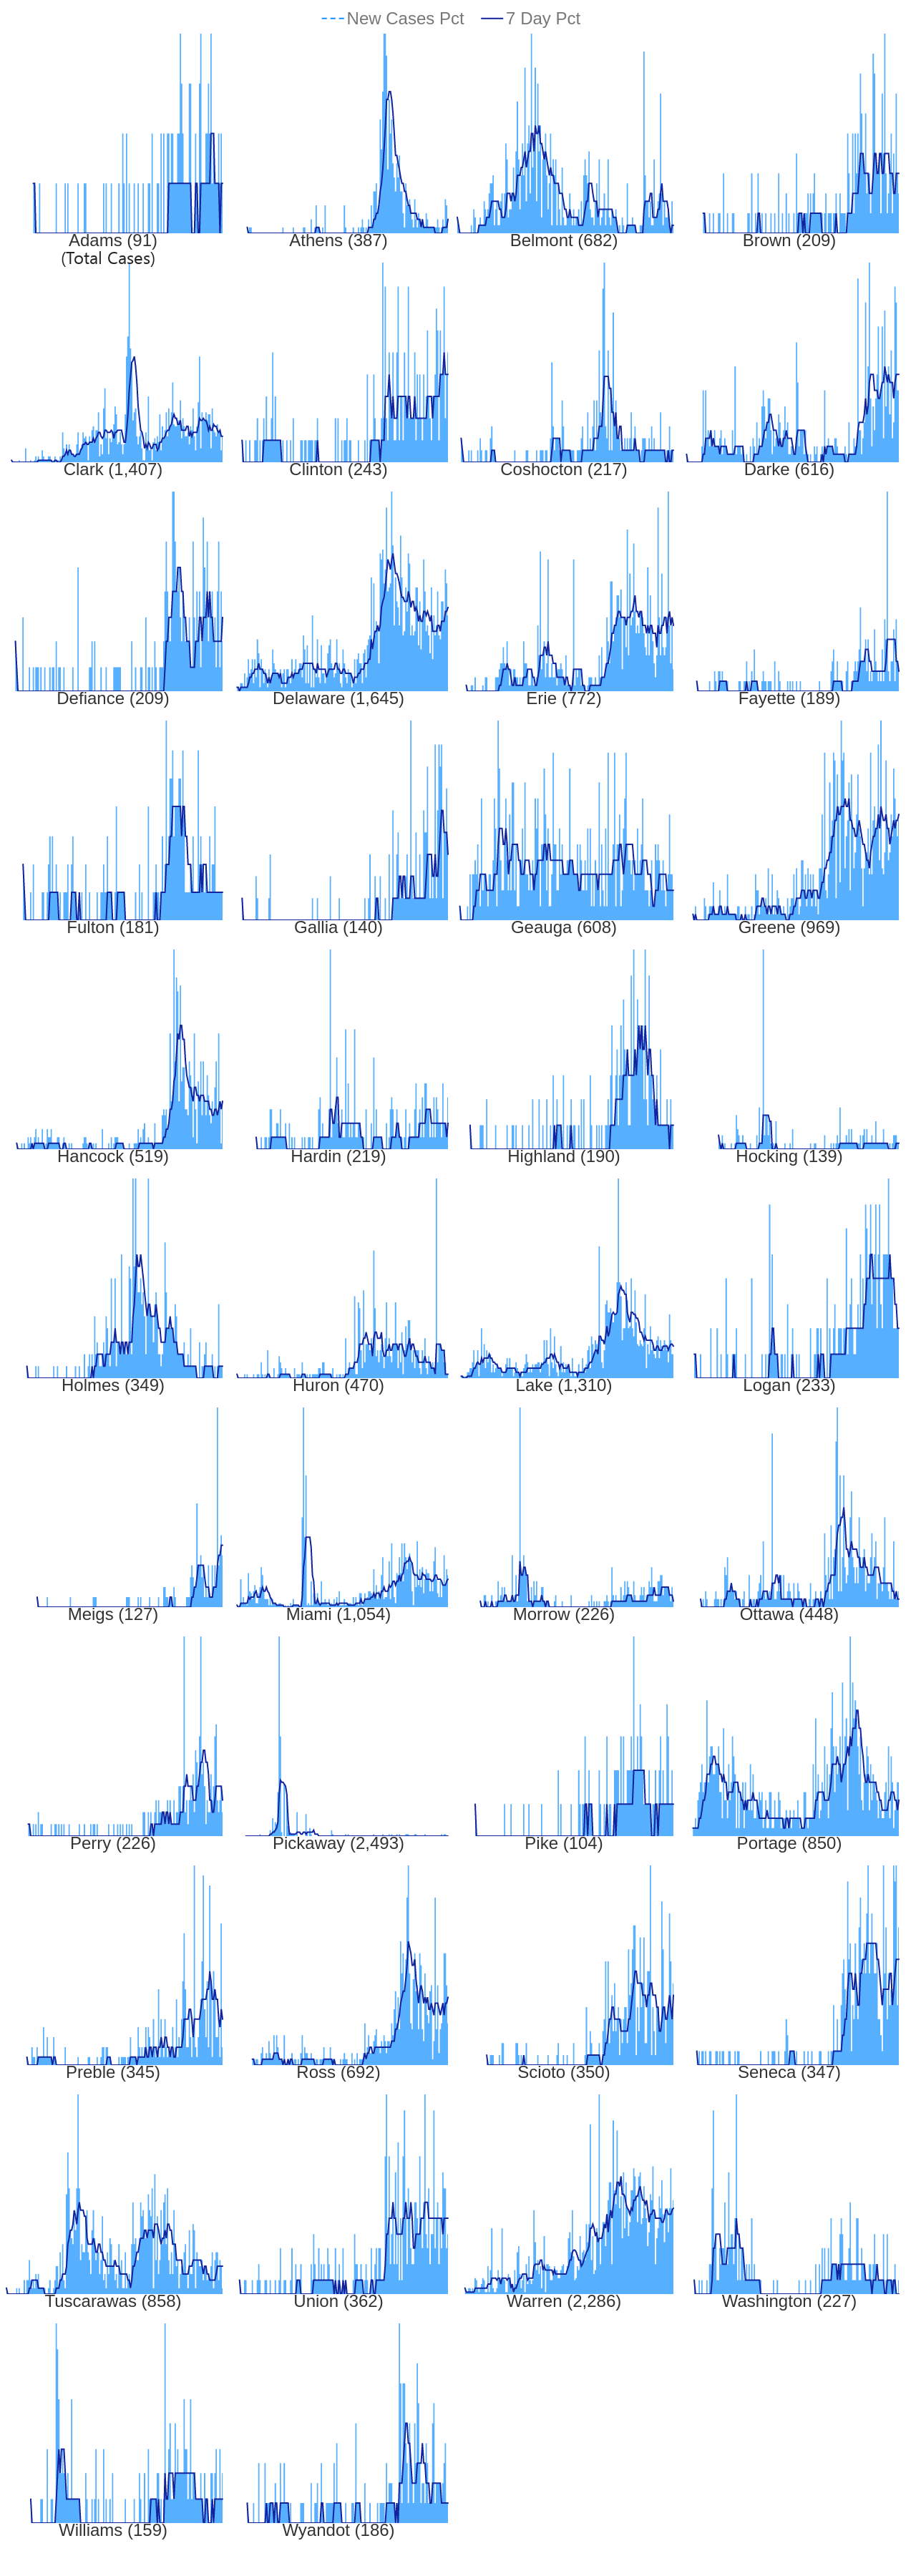 New Cases Pct 7 Day Pct
Adams (91) Athens (387) Belmont (682) Brown (209)
(Total Cases)
Clark (1,407) Clinton (243) Coshocton (217) Darke (616)
Defiance (209) Delaware (1,645) Erie (772) Fayette (189)
Fulton (181) Gallia (140) Geauga (608) Greene (969)
Hancock (519) Hardin (219) Highland (190) Hocking (139)
Holmes (349) Huron (470) Lake (1,310) Logan (233)
Meigs (127) Miami (1,054) Morrow (226) Ottawa (448)
Perry (226) Pickaway (2,493) Pike (104) Portage (850)
Preble (345) Ross (692) Scioto (350) Seneca (347)
Tuscarawas (858) Union (362) Warren (2,286) Washington (227)
Williams (159) Wyandot (186)